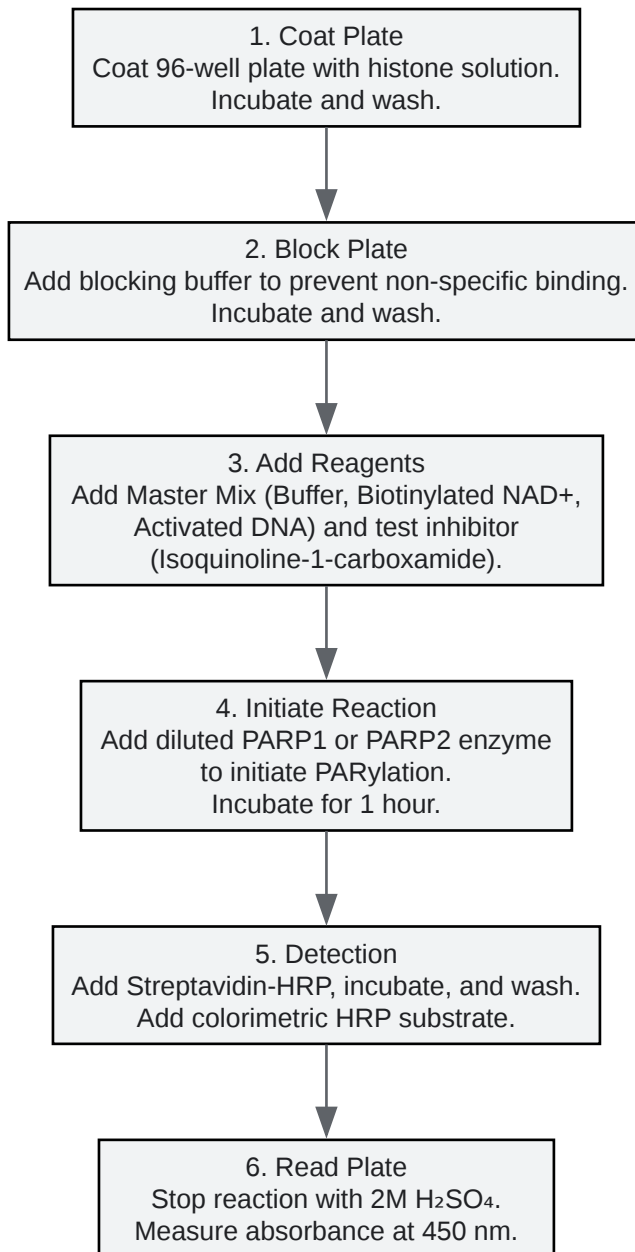 1. Coat Plate
Coat 96-well plate with histone solution.
Incubate and wash.
2. Block Plate
Add blocking buffer to prevent non-specific binding.
Incubate and wash.
3. Add Reagents
Add Master Mix (Buffer, Biotinylated NAD+,
Activated DNA) and test inhibitor
(Isoquinoline-1-carboxamide).
4. Initiate Reaction
Add diluted PARP1 or PARP2 enzyme
to initiate PARylation.
Incubate for 1 hour.
5. Detection
Add Streptavidin-HRP, incubate, and wash.
Add colorimetric HRP substrate.
6. Read Plate
Stop reaction with 2M H₂SO₄.
Measure absorbance at 450 nm.